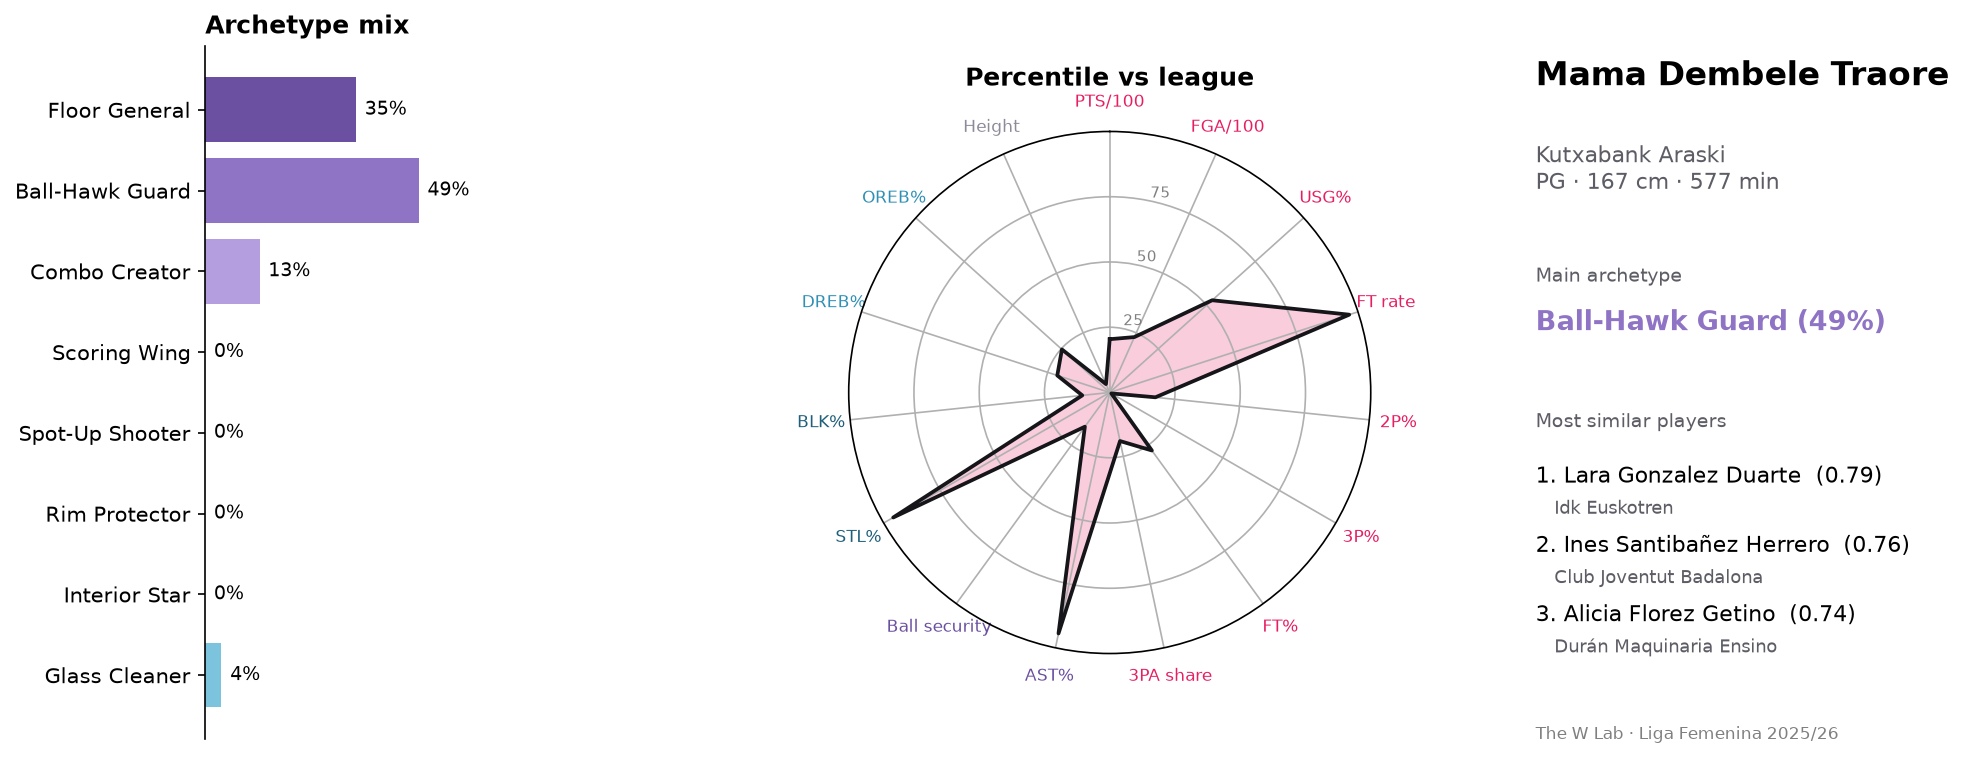 Archetype mix
Floor General
35%
Ball-Hawk Guard
49%
Combo Creator
13%
Scoring Wing
0%
Spot-Up Shooter
0%
Rim Protector
0%
Interior Star
0%
Glass Cleaner
4%
Percentile vs league
PTS/100
FGA/100
USG%
FT rate
2P%
3P%
FT%
3PA share
AST%
Ball security
STL%
BLK%
DREB%
OREB%
Height
75
50
25
Mama Dembele Traore
Kutxabank Araski
PG · 167 cm · 577 min
Main archetype
Ball-Hawk Guard (49%)
Most similar players
1. Lara Gonzalez Duarte (0.79)
Idk Euskotren
2. Ines Santibañez Herrero (0.76)
Club Joventut Badalona
3. Alicia Florez Getino (0.74)
Durán Maquinaria Ensino
The W Lab · Liga Femenina 2025/26